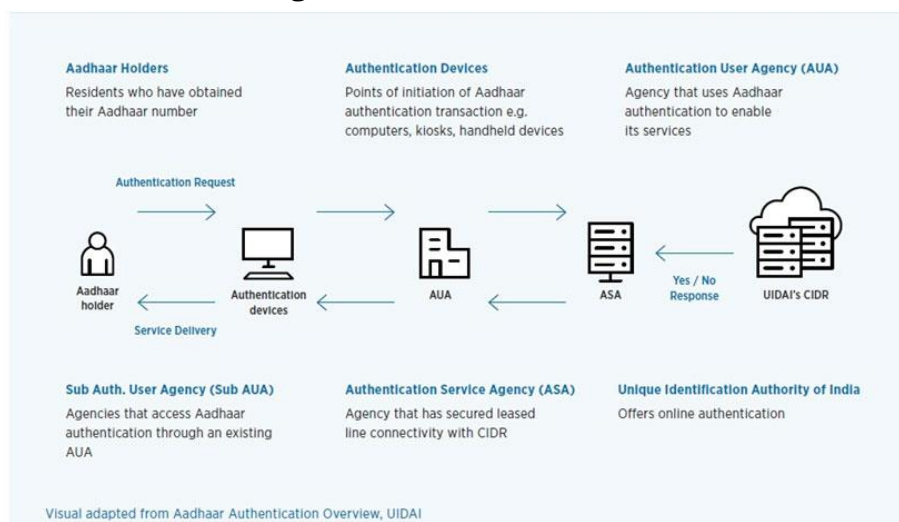 Aadhaar Holders
Residents who have obtained
their Aadhaar number
Authentication Devices
Points of initiation of Aadhaar
authentication transaction e.g.
computers, kiosks, handheld devices
Authentication User Agency (AUA)
Agency that uses Aadhaar
authentication to enable
its services
Authentication Request
Aadhaar
holder
Authentication
devices
AUA
ASA
Yes / No
Response
UIDAI's CIDR
Service Delivery
Sub Auth. User Agency (Sub AUA)
Agencies that access Aadhaar
authentication through an existing
AUA
Authentication Service Agency (ASA)
Agency that has secured leased
line connectivity with CIDR
Unique Identification Authority of India
Offers online authentication
Visual adapted from Aadhaar Authentication Overview, UIDAI